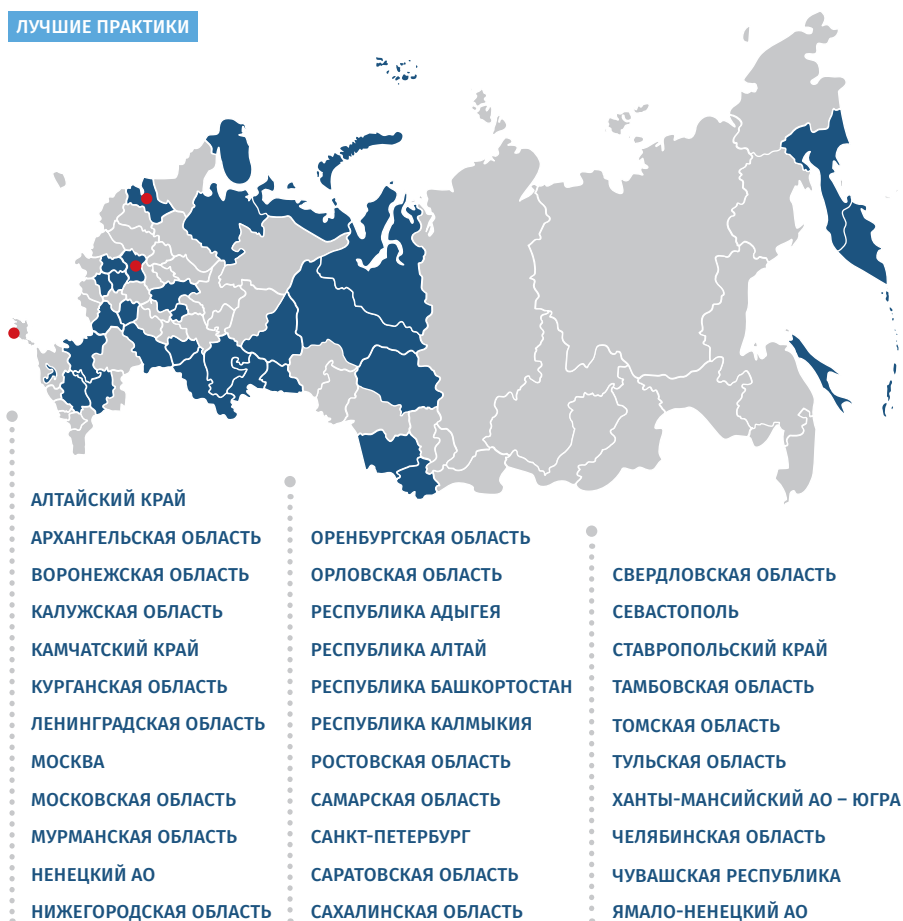 ЛУЧШИЕ ПРАКТИКИ
АЛТАЙСКИЙ КРАЙ
АРХАНГЕЛЬСКАЯ ОБЛАСТЬ
ВОРОНЕЖСКАЯ ОБЛАСТЬ
КАЛУЖСКАЯ ОБЛАСТЬ
КАМЧАТСКИЙ КРАЙ
КУРГАНСКАЯ ОБЛАСТЬ
ЛЕНИНГРАДСКАЯ ОБЛАСТЬ
МОСКВА
МОСКОВСКАЯ ОБЛАСТЬ
МУРМАНСКАЯ ОБЛАСТЬ
НЕНЕЦКИЙ АО
НИЖЕГОРОДСКАЯ ОБЛАСТЬ
ОРЕНБУРГСКАЯ ОБЛАСТЬ
ОРЛОВСКАЯ ОБЛАСТЬ
РЕСПУБЛИКА АДЫГЕЯ
РЕСПУБЛИКА АЛТАЙ
РЕСПУБЛИКА БАШКОРТОСТАН
РЕСПУБЛИКА КАЛМЫКИЯ
РОСТОВСКАЯ ОБЛАСТЬ
САМАРСКАЯ ОБЛАСТЬ
САНКТ-ПЕТЕРБУРГ
САРАТОВСКАЯ ОБЛАСТЬ
САХАЛИНСКАЯ ОБЛАСТЬ
СВЕРДЛОВСКАЯ ОБЛАСТЬ
СЕВАСТОПОЛЬ
СТАВРОПОЛЬСКИЙ КРАЙ
ТАМБОВСКАЯ ОБЛАСТЬ
ТОМСКАЯ ОБЛАСТЬ
ТУЛЬСКАЯ ОБЛАСТЬ
ХАНТЫ-МАНСИЙСКИЙ АО – ЮГРА
ЧЕЛЯБИНСКАЯ ОБЛАСТЬ
ЧУВАШСКАЯ РЕСПУБЛИКА
ЯМАЛО-НЕНЕЦКИЙ АО